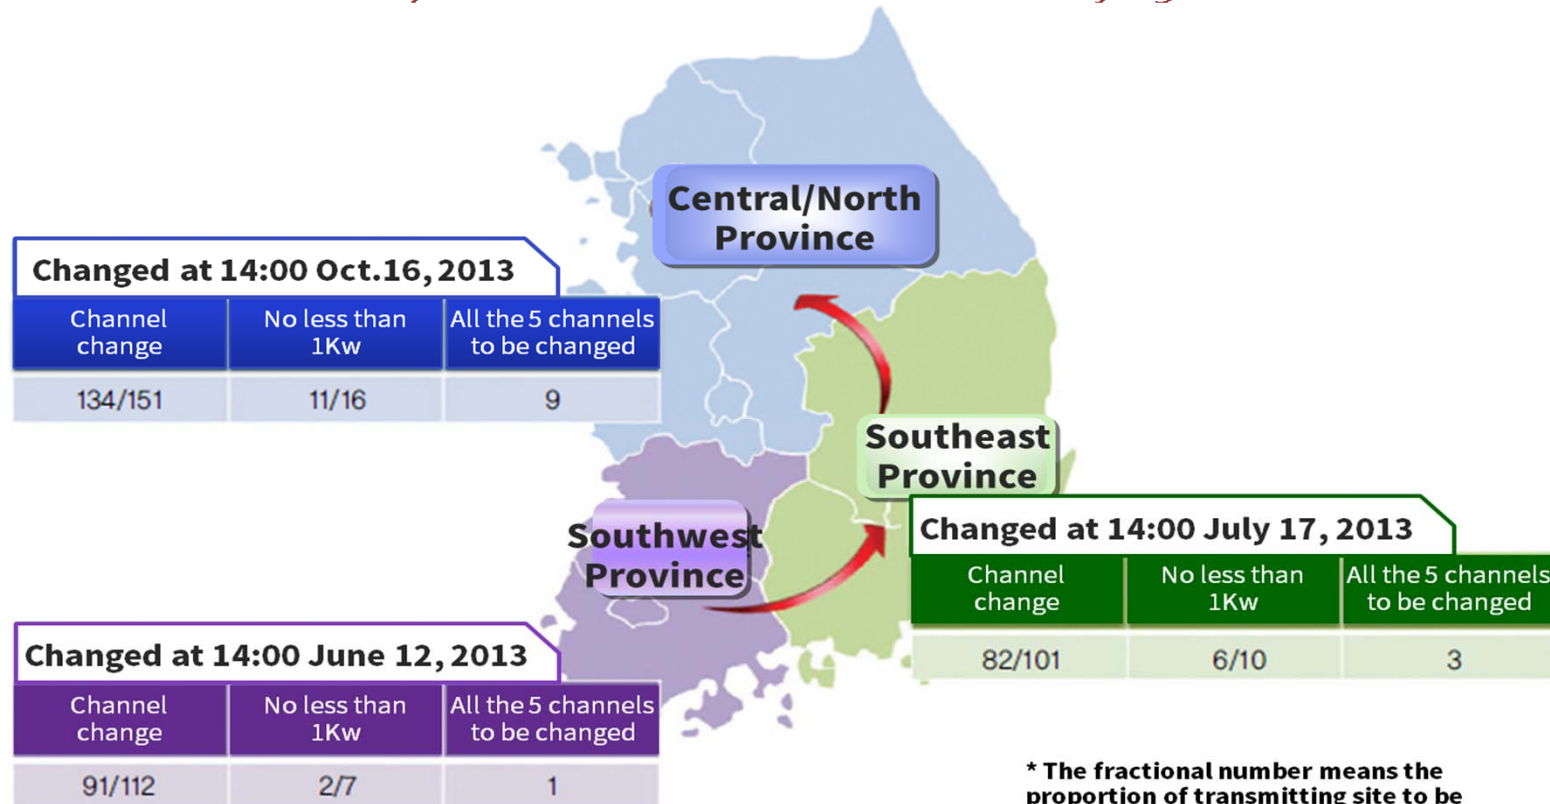 Central/North
Province
Changed at 14:00 Oct.16, 2013
Channel change
No less than 1Kw
All the 5 channels to be changed
134/151
11/16
9
Southeast
Province
Southwest
Province
Changed at 14:00 July 17, 2013
Channel change
No less than 1Kw
All the 5 channels to be changed
82/101
6/10
3
Changed at 14:00 June 12, 2013
Channel change
No less than 1Kw
All the 5 channels to be changed
91/112
2/7
1
* The fractional number means the
proportion of transmitting site to be